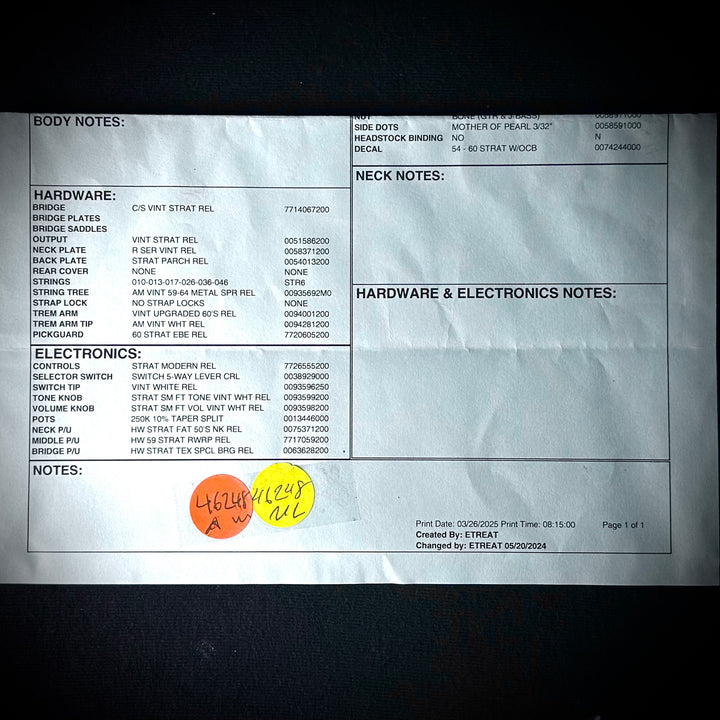 BODY NOTES:
HARDWARE:
BRIDGE C/S VINT STRAT REL 7714067200
BRIDGE PLATES
BRIDGE SADDLES
OUTPUT VINT STRAT REL 0051586200
NECK PLATE R SER VINT REL 0058371200
BACK PLATE STRAT PARCH REL 0054013200
REAR COVER NONE NONE
STRINGS 010-013-017-026-036-046 STR6
STRING TREE AM VINT 59-64 METAL SPR REL 00935692M0
STRAP LOCK NO STRAP LOCKS NONE
TREM ARM VINT UPGRADED 60'S REL 0094001200
TREM ARM TIP AM VINT WHT REL 0094281200
PICKGUARD 60 STRAT EBE REL 7720605200
ELECTRONICS:
CONTROLS STRAT MODERN REL 7726555200
SELECTOR SWITCH SWITCH 5-WAY LEVER CRL 0038929000
SWITCH TIP VINT WHITE REL 0093596250
TONE KNOB STRAT SM FT TONE VINT WHT REL 0093599200
VOLUME KNOB STRAT SM FT VOL VINT WHT REL 0093598200
POTS 250K 10% TAPER SPLIT 0013446000
NECK P/U HW STRAT FAT 50'S NK REL 0075371200
MIDDLE P/U HW 59 STRAT RWRP REL 7717059200
BRIDGE P/U HW STRAT TEX SPCL BRG REL 0063628200
NUT BONE (GTR & J-BASS)
SIDE DOTS MOTHER OF PEARL 3/32" 0058591000
HEADSTOCK BINDING NO N
DECAL 54 - 60 STRAT W/OCB 0074244000
NECK NOTES:
HARDWARE & ELECTRONICS NOTES:
NOTES:
46248
46248
Print Date: 03/26/2025 Print Time: 08:15:00 Page 1 of 1
Created By: ETREAT
Changed by: ETREAT 05/20/2024